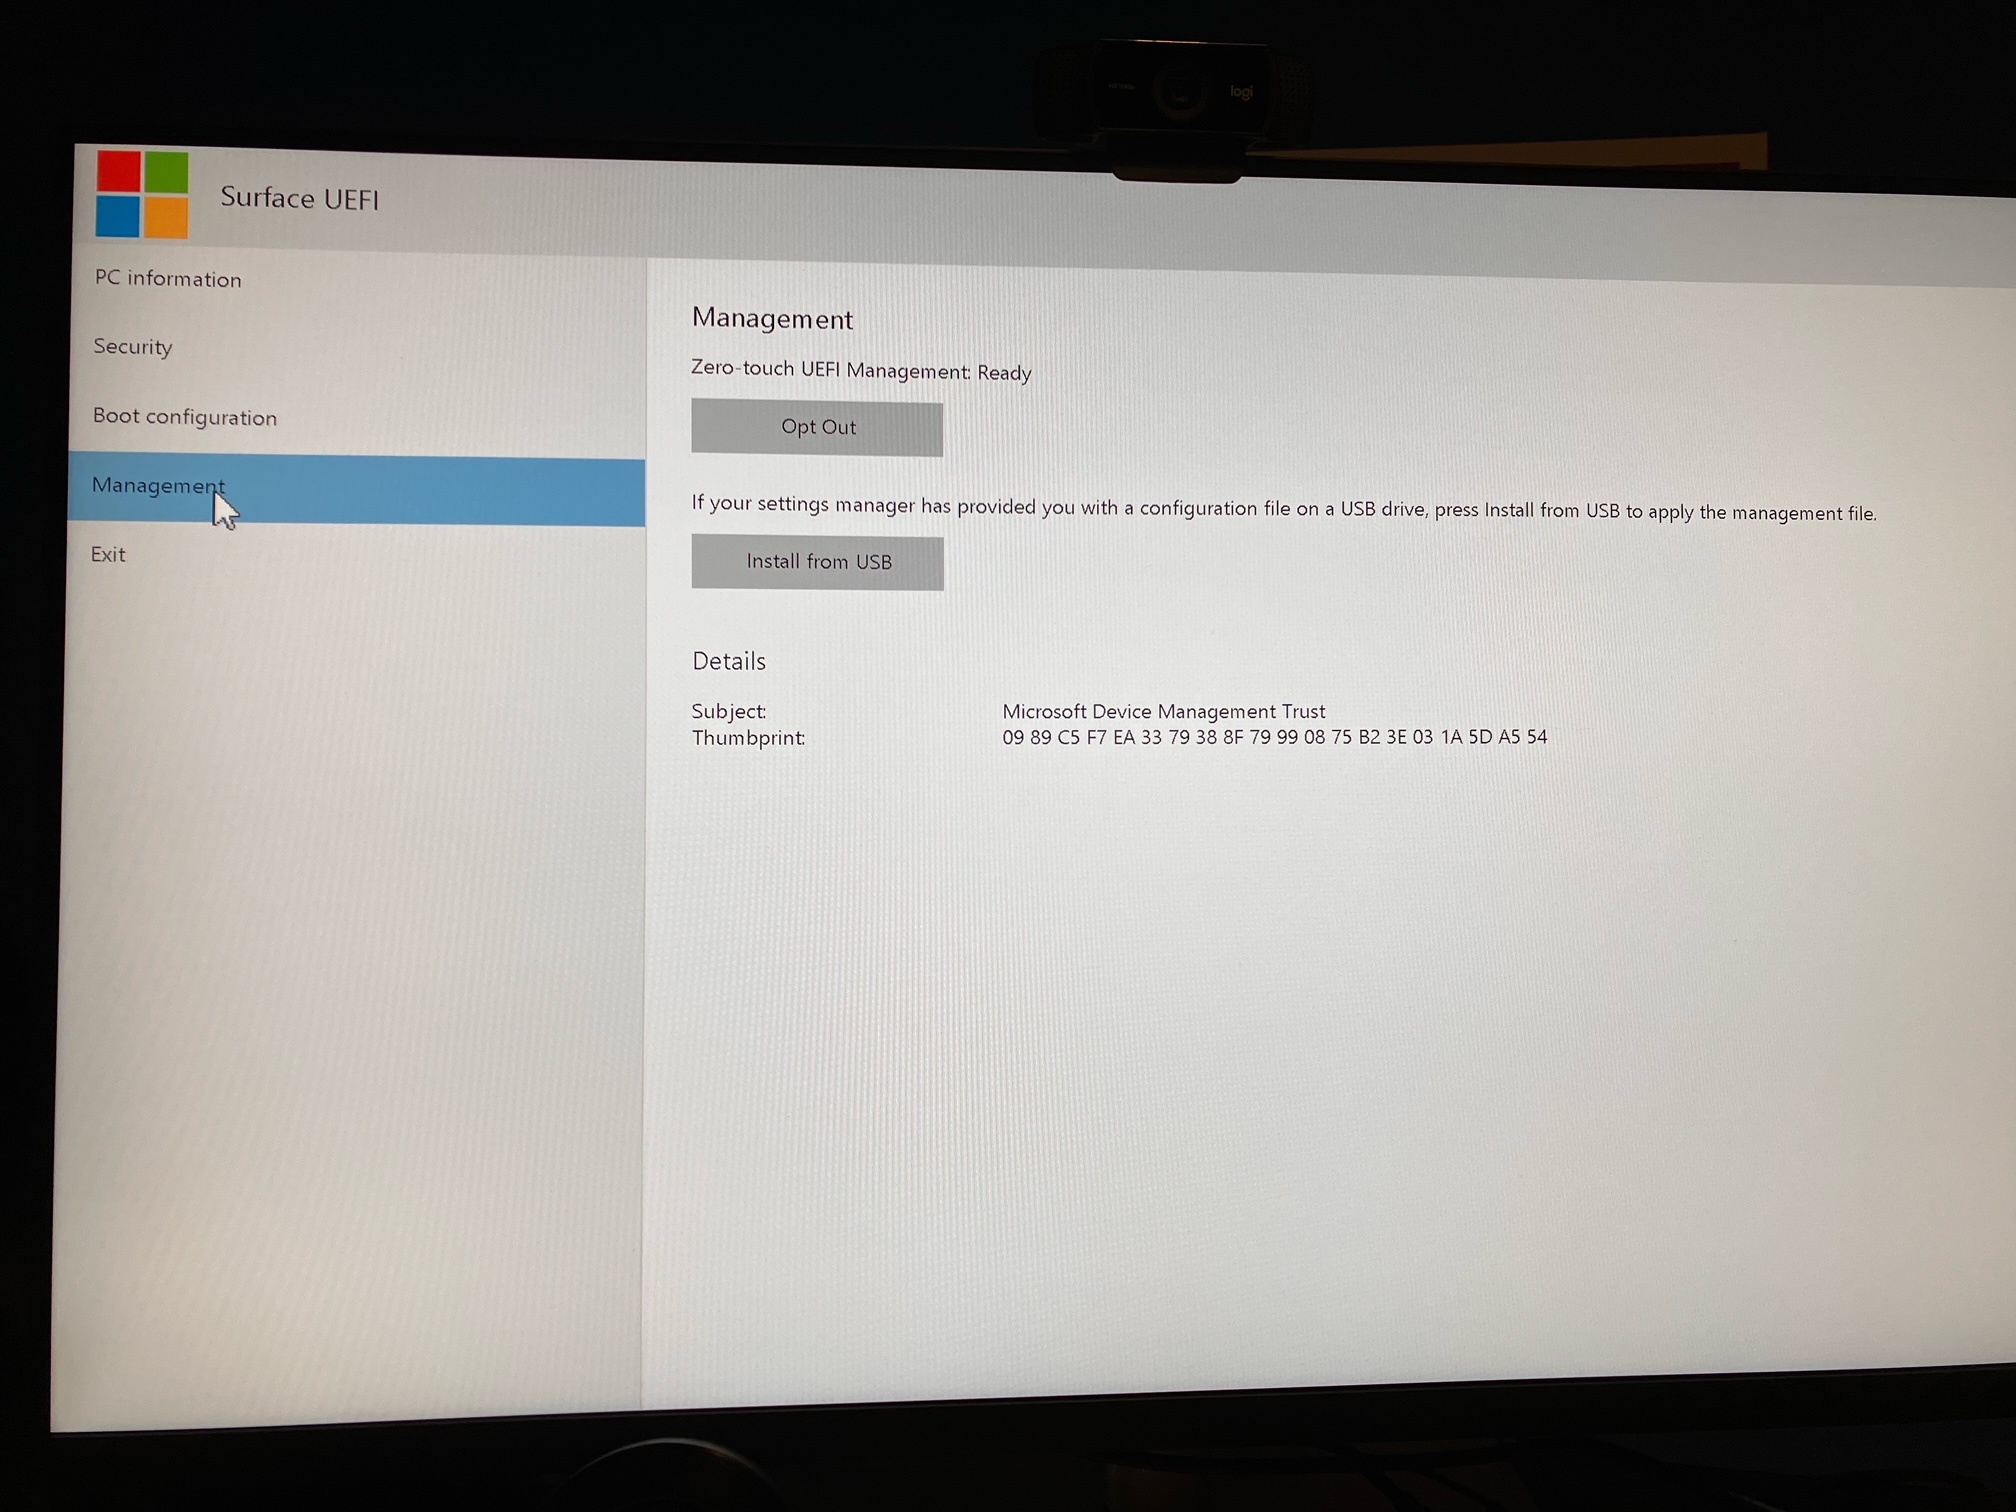 logi
Surface UEFI
PC information
Security
Boot configuration
Management
Exit
Management
Zero-touch UEFI Management: Ready
Opt Out
If your settings manager has provided you with a configuration file on a USB drive, press Install from USB to apply the management file.
Install from USB
Details
Subject: Microsoft Device Management Trust
Thumbprint: 09 89 C5 F7 EA 33 79 38 8F 79 99 08 75 B2 3E 03 1A 5D A5 54